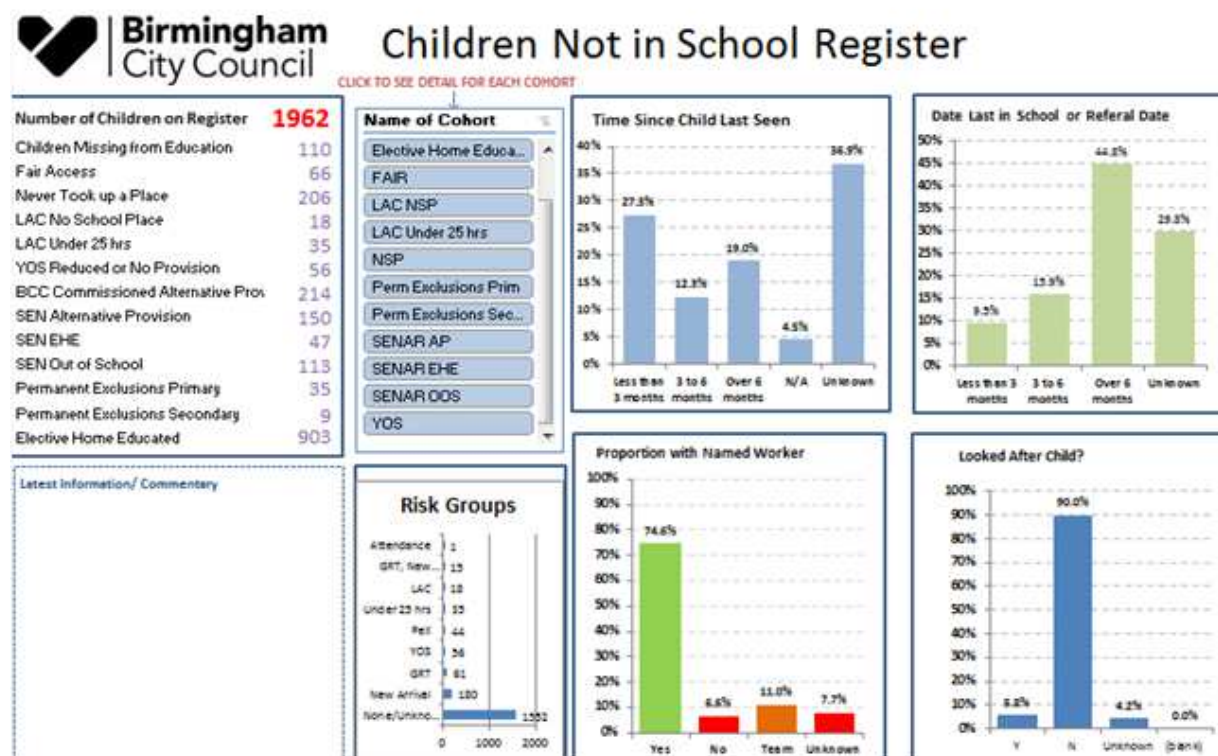 Birmingham
City Council
Children Not in School Register
CLICK TO SEE DETAIL FOR EACH COHORT
Number of Children on Register 1962
Children Missing from Education 110
Fair Access 66
Never Took up a Place 206
LAC No School Place 18
LAC Under 25 hrs 35
YOS Reduced or No Provision 56
BCC Commissioned Alternative Prov 214
SEN Alternative Provision 150
SEN EHE 47
SEN Out of School 113
Permanent Exclusions Primary 35
Permanent Exclusions Secondary 9
Elective Home Educated 903
Latest Information/ Commentary
Name of Cohort
Elective Home Educa...
FAIR
LAC NSP
LAC Under 25 hrs
NSP
Perm Exclusions Prim
Perm Exclusions Sec...
SENAR AP
SENAR EHE
SENAR OOS
YOS
Risk Groups
Attendance 1
GRT, New...
LAC 18
Under 25 hrs 35
PeX 44
YOS 56
GRT 61
New Arrival 180
None/Unkno...
0 1000 2000
Time Since Child Last Seen
40%
35%
30%
25%
20%
15%
10%
5%
0%
27.3% 12.3% 19.0% 4.5% 36.9%
Less than 3 months
3 to 6 months
Over 6 months
N/A
Unknown
Date Last in School or Referal Date
50%
45%
40%
35%
30%
25%
20%
15%
10%
5%
0%
Less than 3 months
3 to 6 months
Over 6 months
Unknown
Proportion with Named Worker
100%
90%
80%
70%
60%
50%
40%
30%
20%
10%
0%
74.6% 6.6% 11.0% 7.7%
Yes No Team Unknown
Looked After Child?
100%
90%
80%
70%
60%
50%
40%
30%
20%
10%
0%
5.8% 90.0% 4.2% 0.0%
Y N Unknown (blank)